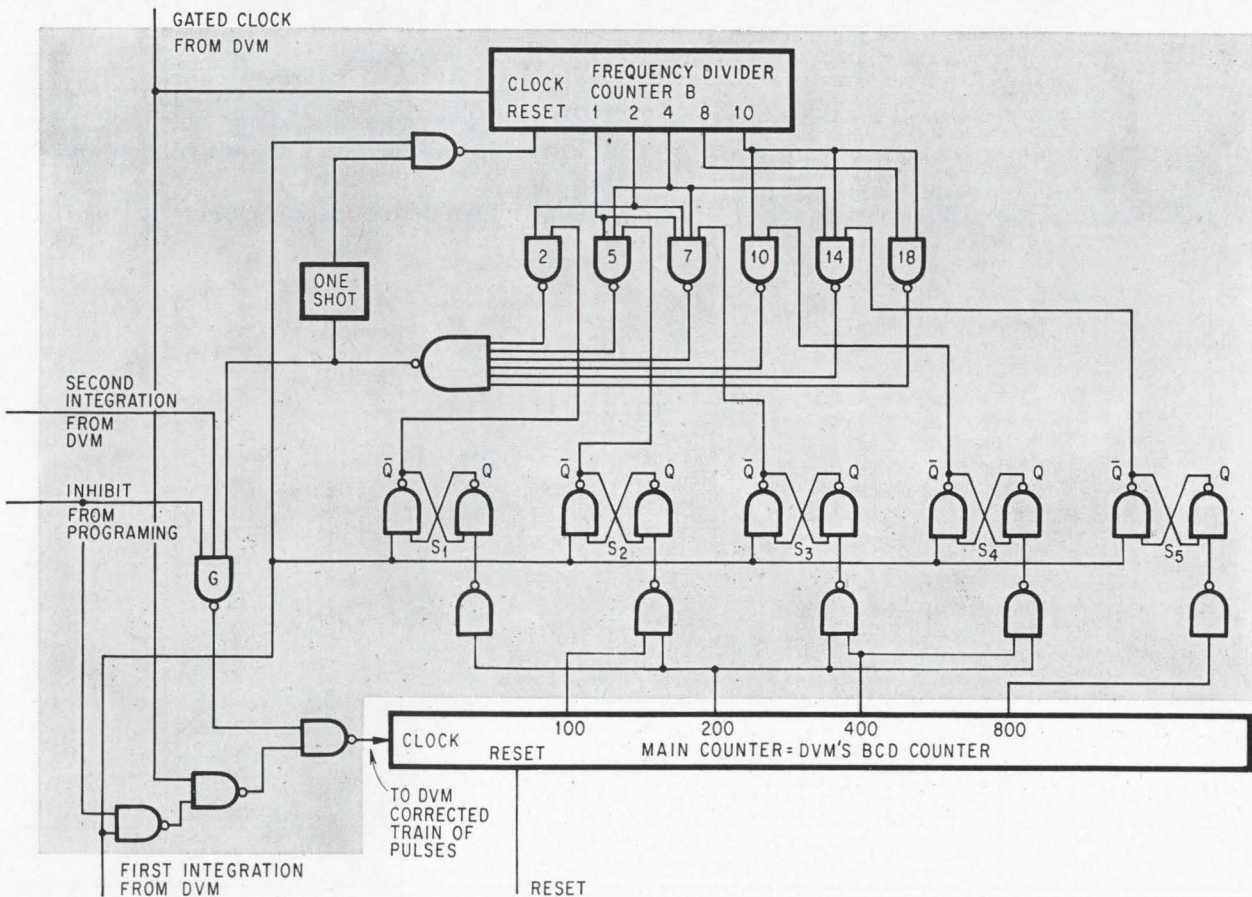 GATED CLOCK
FROM DVM
FREQUENCY DIVIDER
CLOCK
COUNTER B
RESET 1 2 4 8 10
2 5 7 10 14 18
ONE
SHOT
SECOND
INTEGRATION
FROM
DVM
Q̅ Q Q̅ Q Q̅ Q Q̅ Q Q̅ Q
INHIBIT
FROM
PROGRAMING
S1 S2 S3 S4 S5
G
100 200 400 800
CLOCK
RESET
MAIN COUNTER=DVM'S BCD COUNTER
TO DVM
CORRECTED
TRAIN OF
PULSES
FIRST INTEGRATION
FROM DVM
RESET